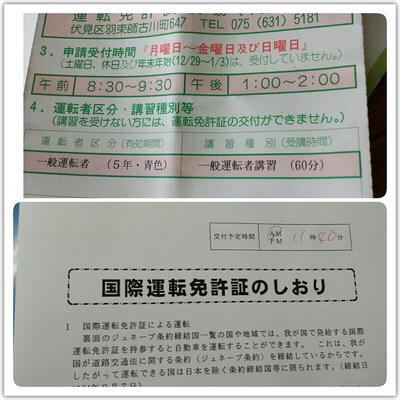 運転免許試験
伏見区羽束師古川町647 TEL 075 (631) 5181
3. 申請受付時間『月曜日～金曜日及び日曜日』
(土曜日、休日及び年末年始(12/29～1/3)は、受付していません。)
午前 8:30～9:30 午後 1:00～2:00
4. 運転者区分・講習種別等
(講習を受けない方には、運転免許証の交付ができません。)
運転者区分(有効期間) 講習種別(受講時間)
一般運転者 (5年・青色) 一般運転者講習 (60分)
交付予定時間 AM PM 11時40分
国際運転免許証のしおり
1 国際運転免許証による運転
裏面のジュネーブ条約締結国一覧の国や地域では、我が国で発給する国際
運転免許証を持参すると自動車を運転することができます。これは、我が
国が道路交通法に関する条約(ジュネーブ条約)を締結しているからです。
したがって運転できる国は日本を除く条約締結国等に限られます。(締結日